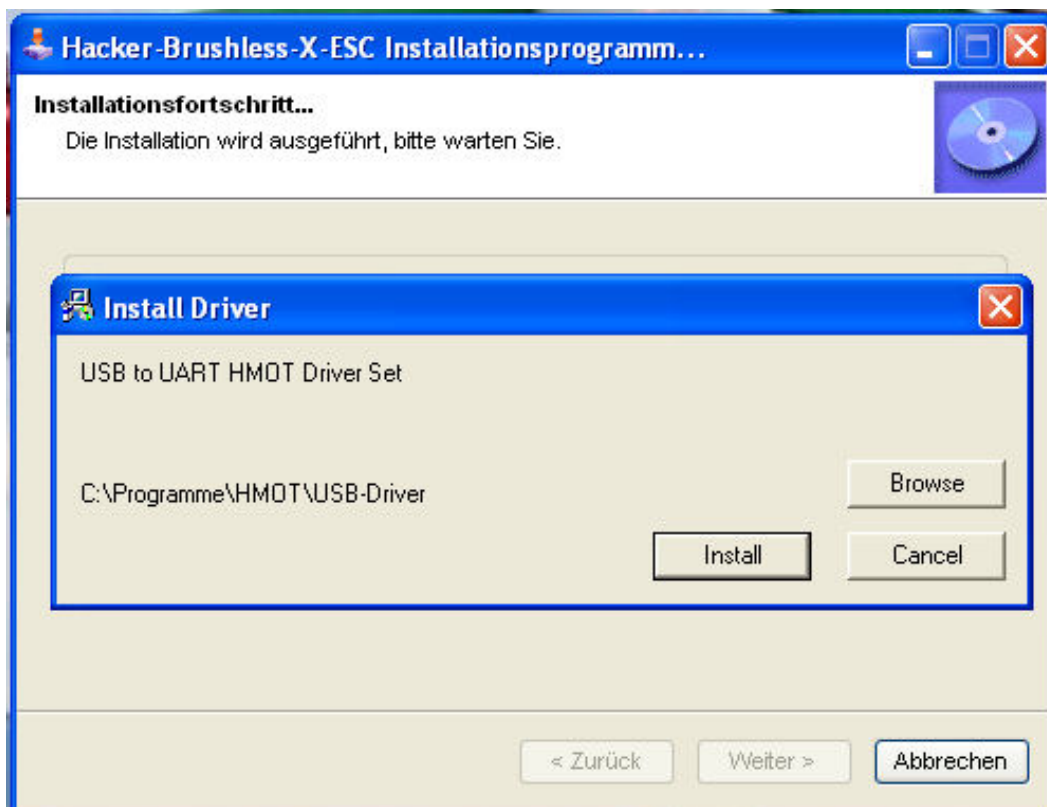 Hacker-Brushless-X-ESC Installationsprogramm...
Installationsfortschritt...
Die Installation wird ausgeführt, bitte warten Sie.
Install Driver
USB to UART HMOT Driver Set
C:\Programme\HMOT\USB-Driver
Browse
Install
Cancel
< Zurück
Weiter >
Abbrechen